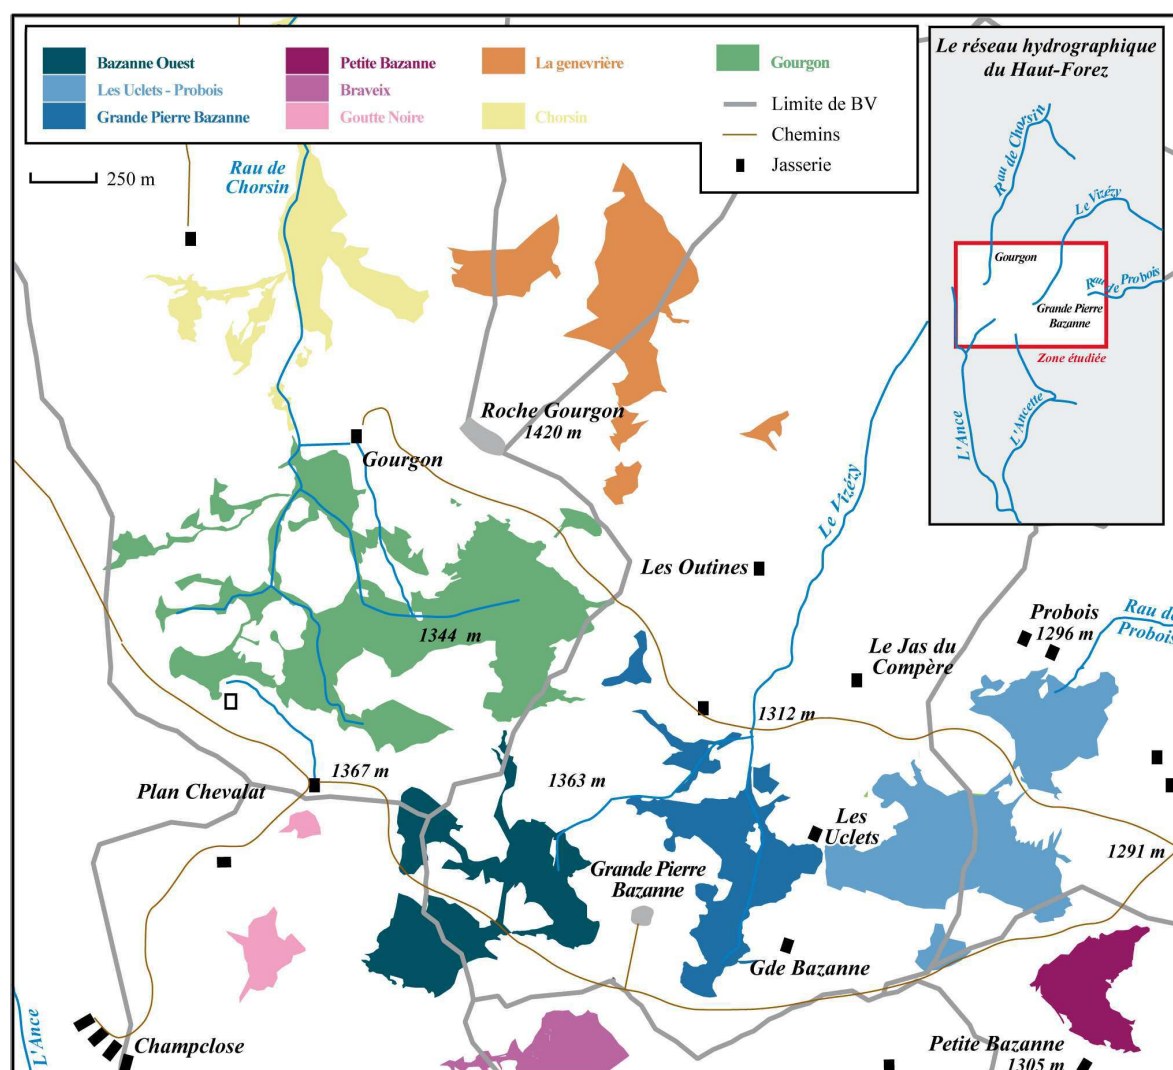 Bazanne Ouest
Les Uclets - Probois
Grande Pierre Bazanne
Petite Bazanne
Braveix
Goutte Noire
La genevrière
Chorsin
Gourgon
Limite de BV
Chemins
Jasserie
250 m
Le réseau hydrographique
du Haut-Forez
Rau de Chorsin
Le Vizézy
Gourgon
Rau de Probois
Grande Pierre
Bazanne
Zone étudiée
L'Ance
L'Ancette
Rau de
Chorsin
Roche Gourgon
1420 m
Gourgon
Le Vizézy
Les Outines
1344 m
Probois
1296 m
Rau du
Probois
Le Jas du
Compère
1312 m
1367 m
1363 m
Plan Chevalat
Les
Uclets
1291 m
Grande Pierre
Bazanne
Gde Bazanne
L'Ance
Champclose
Petite Bazanne
1305 m